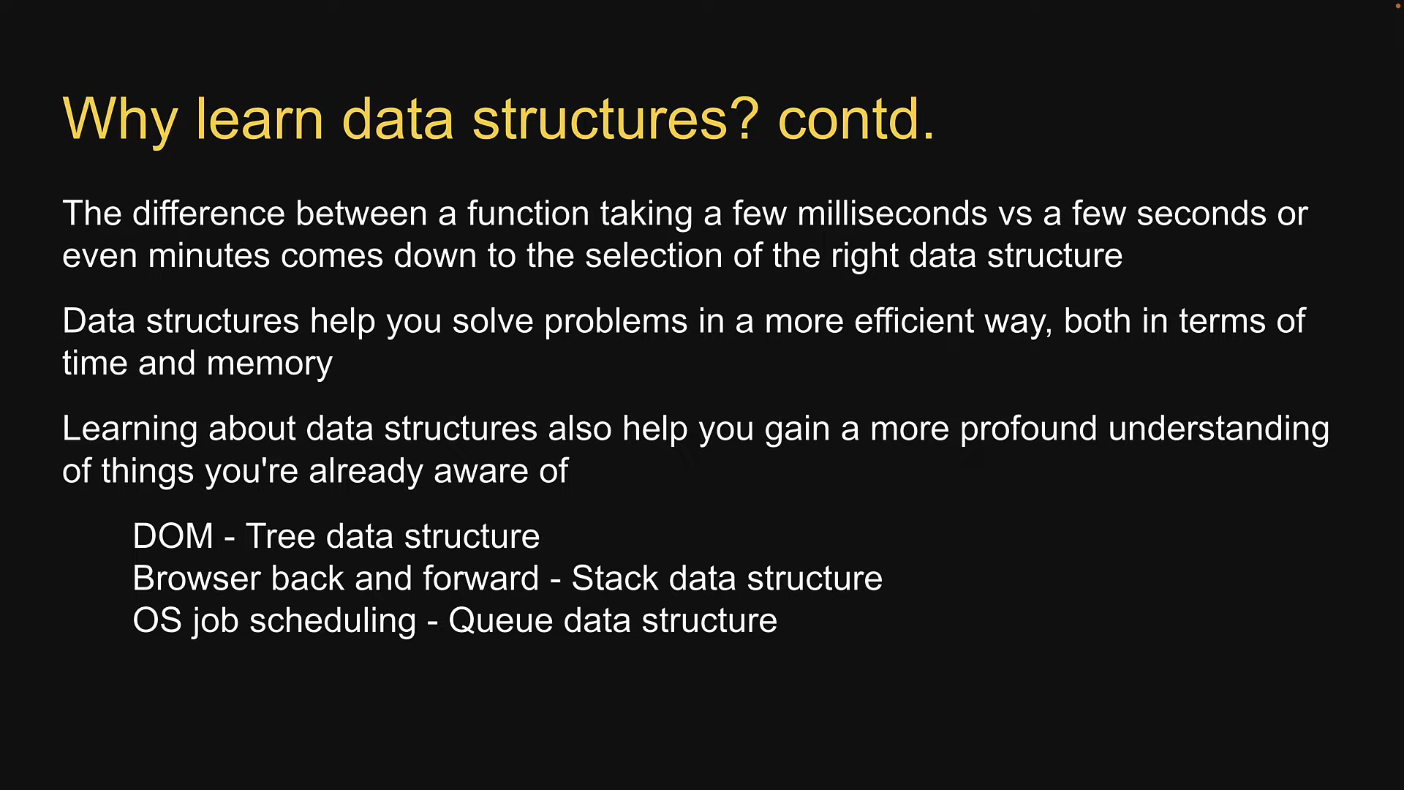 Why learn data structures? contd.
The difference between a function taking a few milliseconds vs a few seconds or
even minutes comes down to the selection of the right data structure
Data structures help you solve problems in a more efficient way, both in terms of
time and memory
Learning about data structures also help you gain a more profound understanding
of things you're already aware of
DOM - Tree data structure
Browser back and forward - Stack data structure
OS job scheduling - Queue data structure